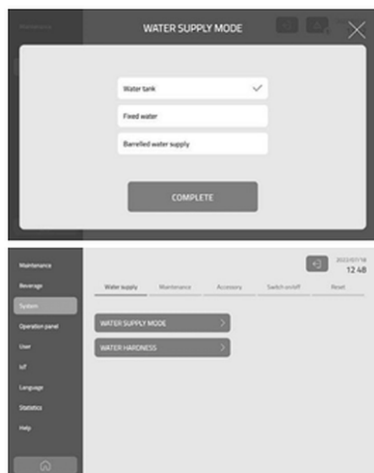 Maintenance
WATER SUPPLY MODE
Water tank
Fixed water
Barrelled water supply
COMPLETE
Maintenance
2022/07/18
12 48
Beverage
Water supply
Maintenance
Accessory
Switch on/off
Reset
System
Operation panel
WATER SUPPLY MODE
User
WATER HARDNESS
IoT
Language
Statistics
Help